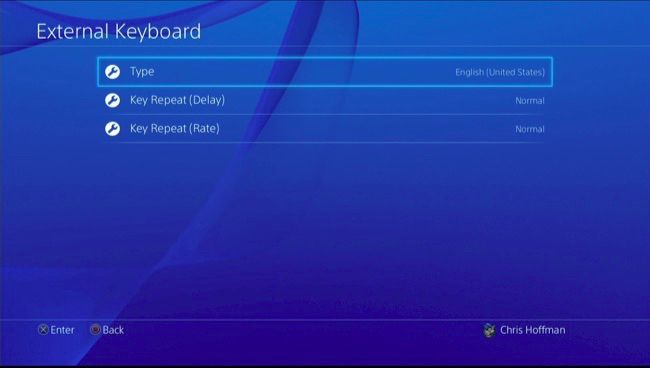 External Keyboard
Type English (United States)
Key Repeat (Delay) Normal
Key Repeat (Rate) Normal
Enter Back Chris Hoffman